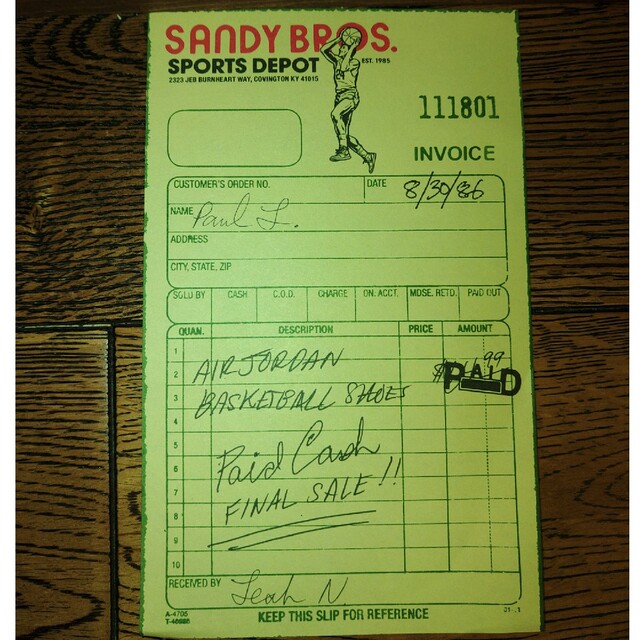 SANDY BROS.
SPORTS DEPOT
EST. 1985
2323 JEB BURNHEART WAY, COVINGTON KY 41015
24
111801
INVOICE
CUSTOMER'S ORDER NO. DATE 8/30/86
NAME Paul L.
ADDRESS
CITY, STATE, ZIP
SOLD BY CASH C.O.D. CHARGE ON. ACCT. MDSE. RETD. PAID OUT
QUAN. DESCRIPTION PRICE AMOUNT
1
2 AIR JORDAN $ 99 PAID
3 BASKETBALL SHOES
4
5
6 Paid Cash
7
8 FINAL SALE!!
9
10
RECEIVED BY Leah N.
A-4705
KEEP THIS SLIP FOR REFERENCE